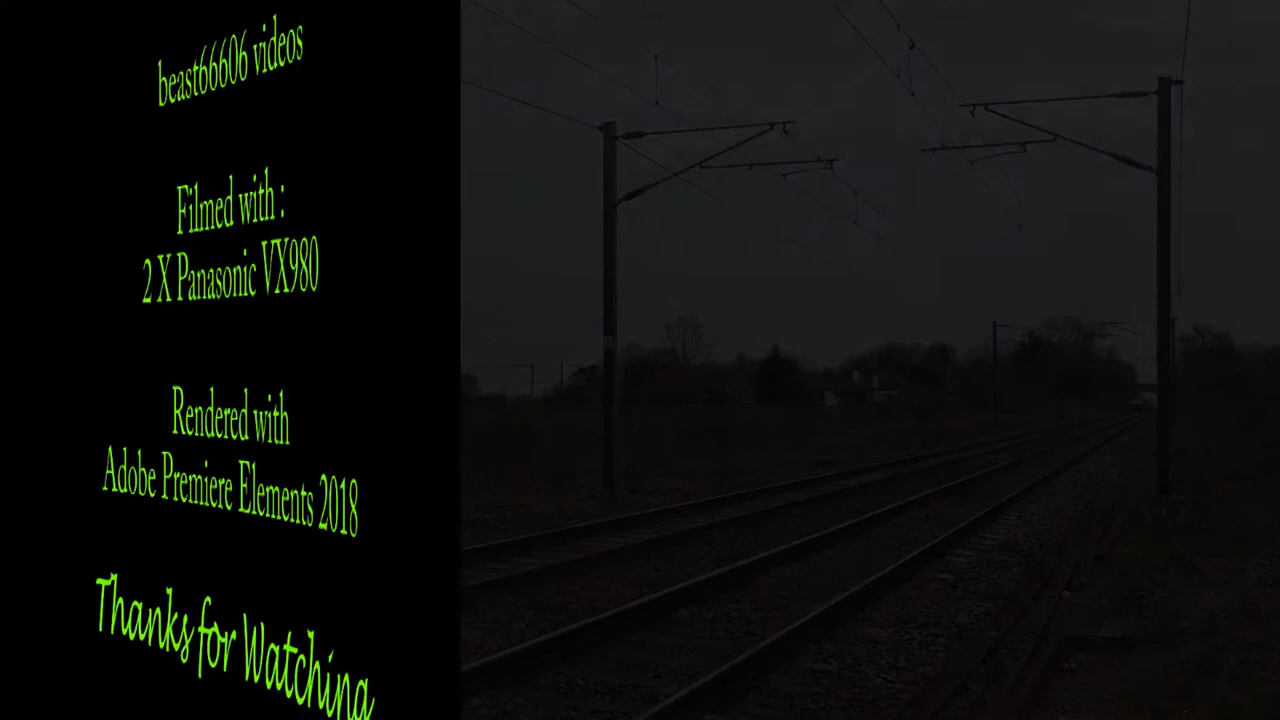 beast66606 videos
Filmed with :
2 X Panasonic VX980
Rendered with
Adobe Premiere Elements 2018
Thanks for Watching